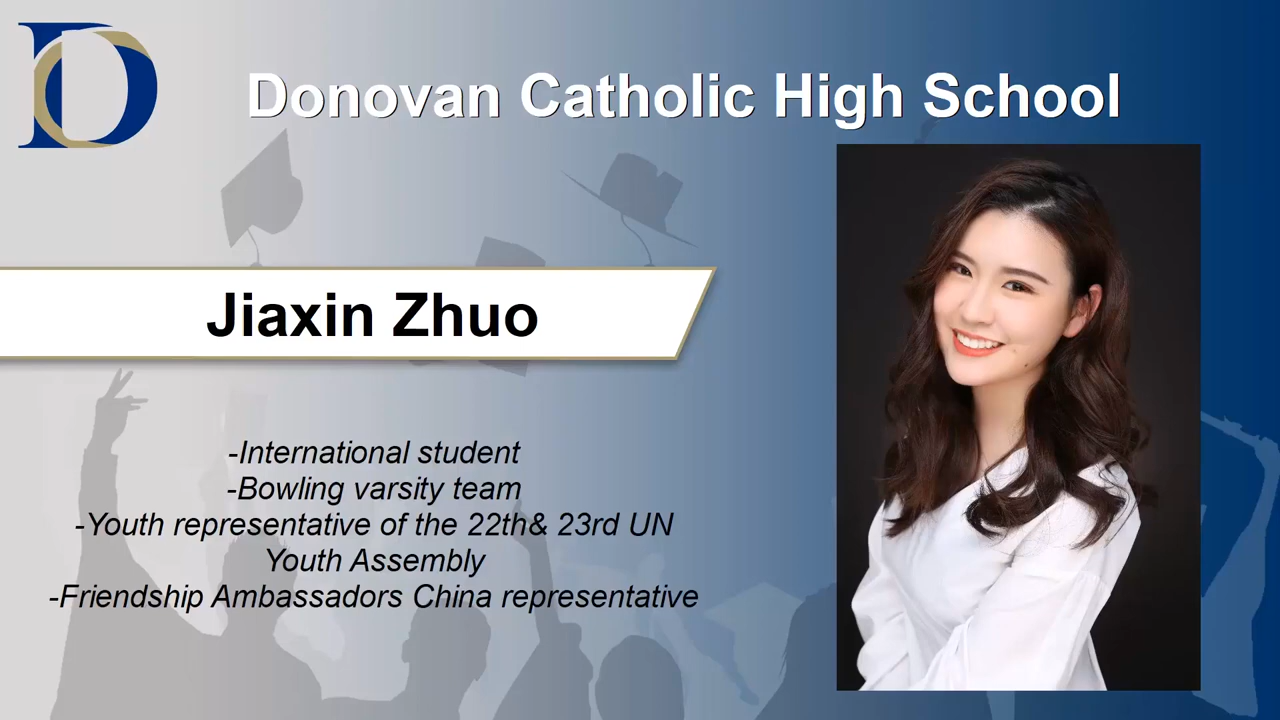 Donovan Catholic High School
Jiaxin Zhuo
-International student
-Bowling varsity team
-Youth representative of the 22th& 23rd UN
Youth Assembly
-Friendship Ambassadors China representative